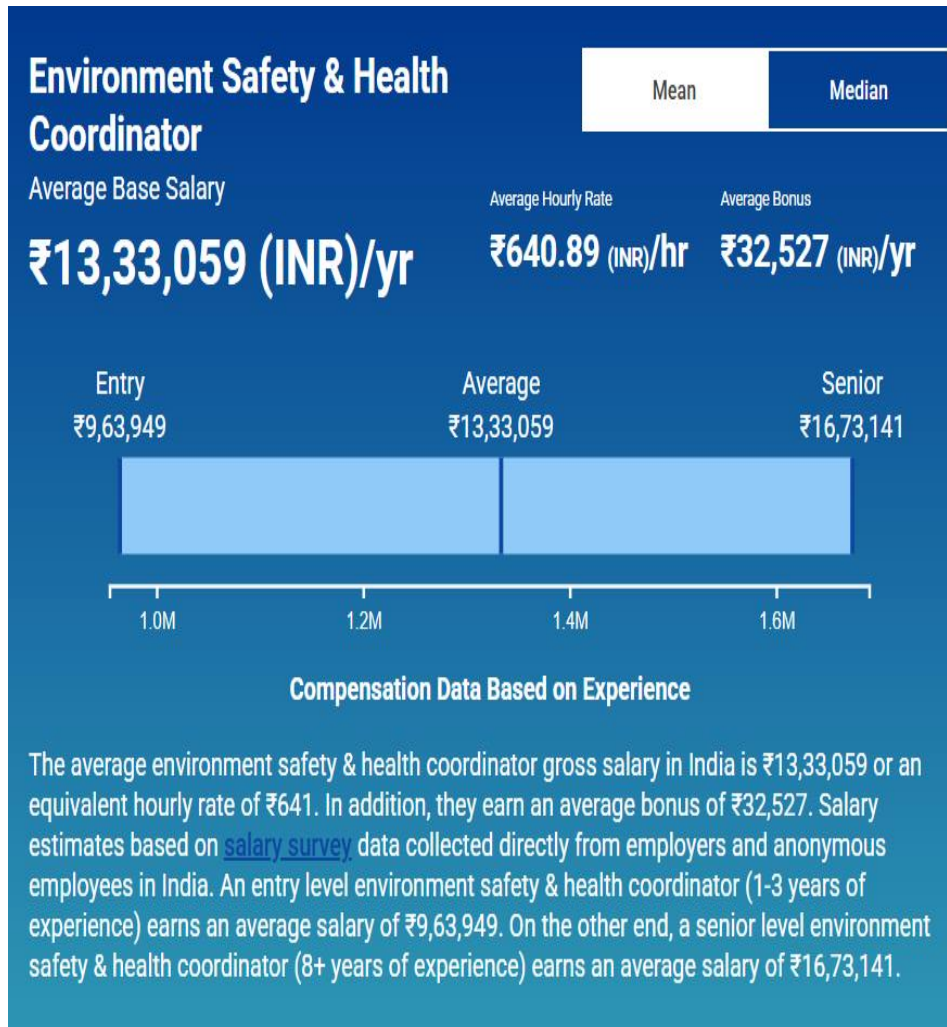 Environment Safety & Health
Coordinator
Mean
Median
Average Base Salary
₹13,33,059 (INR)/yr
Average Hourly Rate
₹640.89 (INR)/hr
Average Bonus
₹32,527 (INR)/yr
Entry
₹9,63,949
Average
₹13,33,059
Senior
₹16,73,141
1.0M
1.2M
1.4M
1.6M
Compensation Data Based on Experience
The average environment safety & health coordinator gross salary in India is ₹13,33,059 or an
equivalent hourly rate of ₹641. In addition, they earn an average bonus of ₹32,527. Salary
estimates based on salary survey data collected directly from employers and anonymous
employees in India. An entry level environment safety & health coordinator (1-3 years of
experience) earns an average salary of ₹9,63,949. On the other end, a senior level environment
safety & health coordinator (8+ years of experience) earns an average salary of ₹16,73,141.